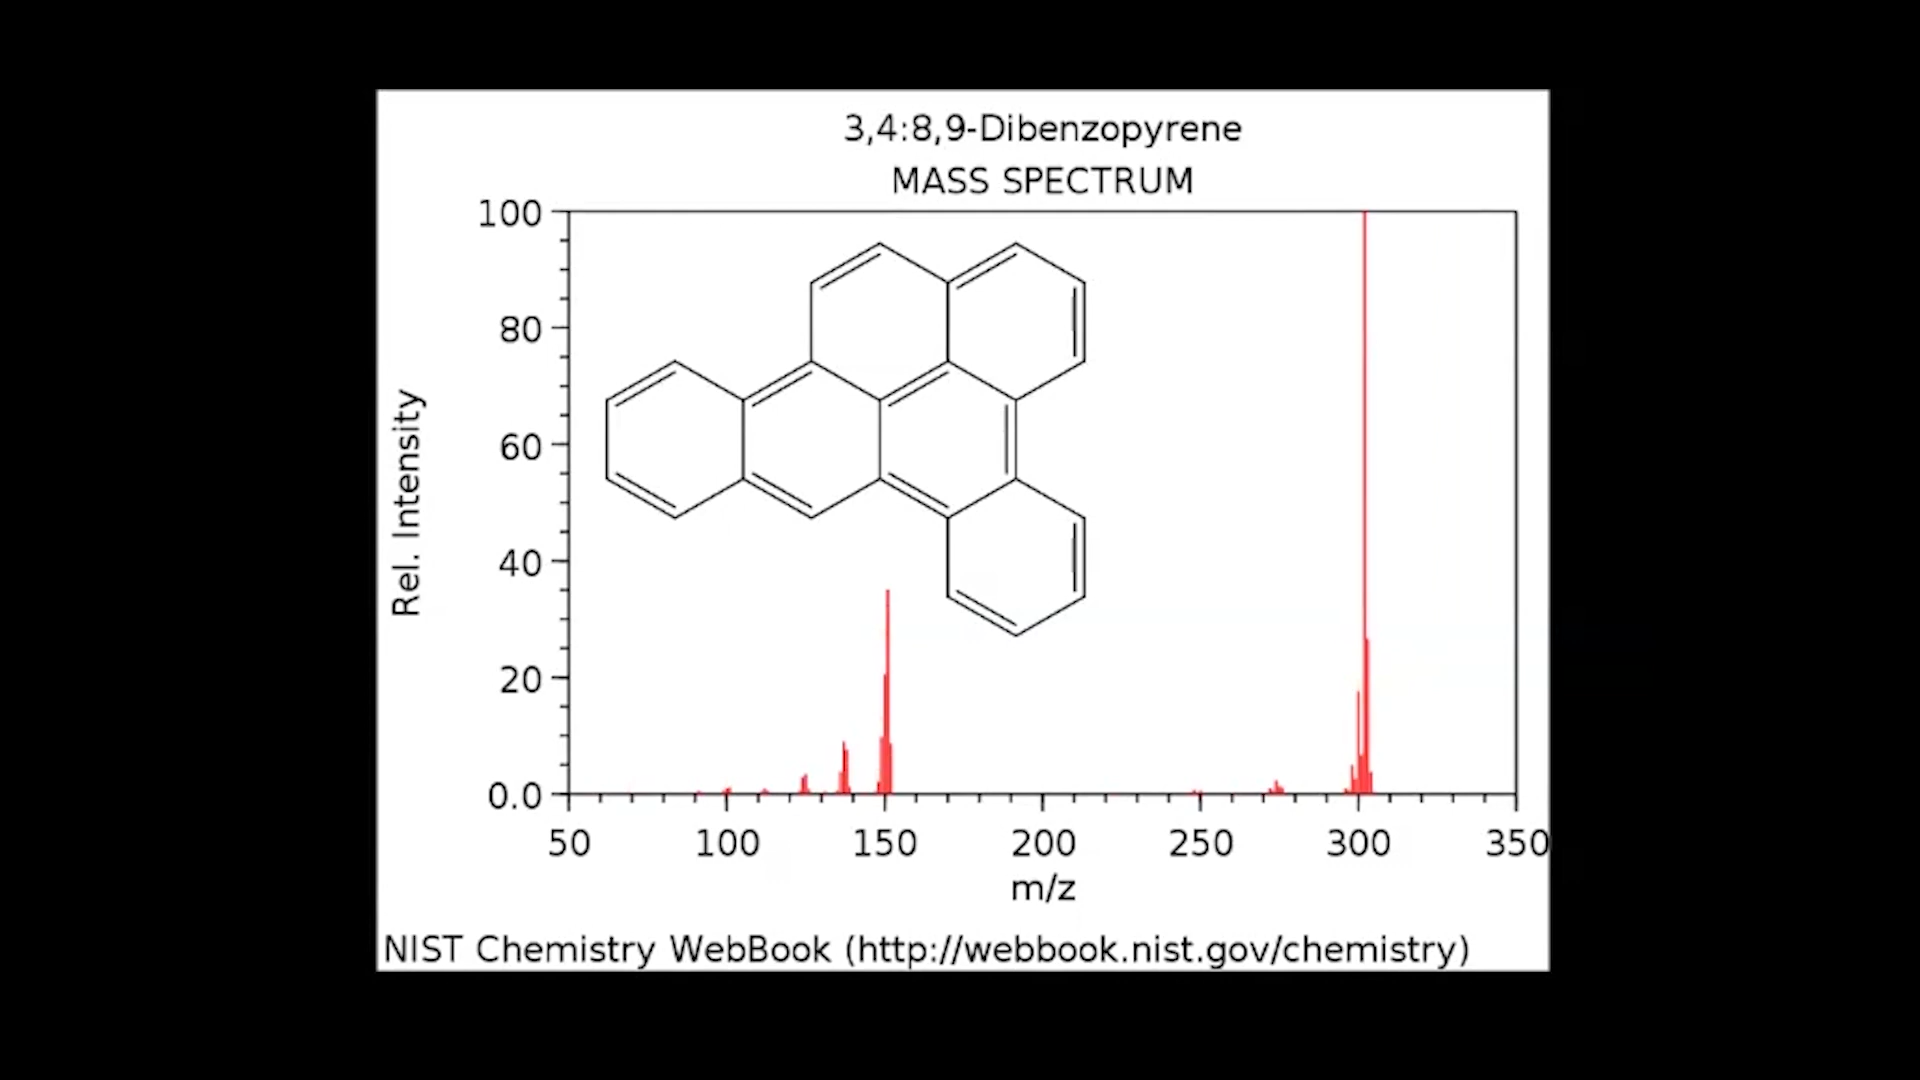 3,4:8,9-Dibenzopyrene
MASS SPECTRUM
100
80
60
40
20
0.0
Rel. Intensity
50 100 150 200 250 300 350
m/z
NIST Chemistry WebBook (http://webbook.nist.gov/chemistry)